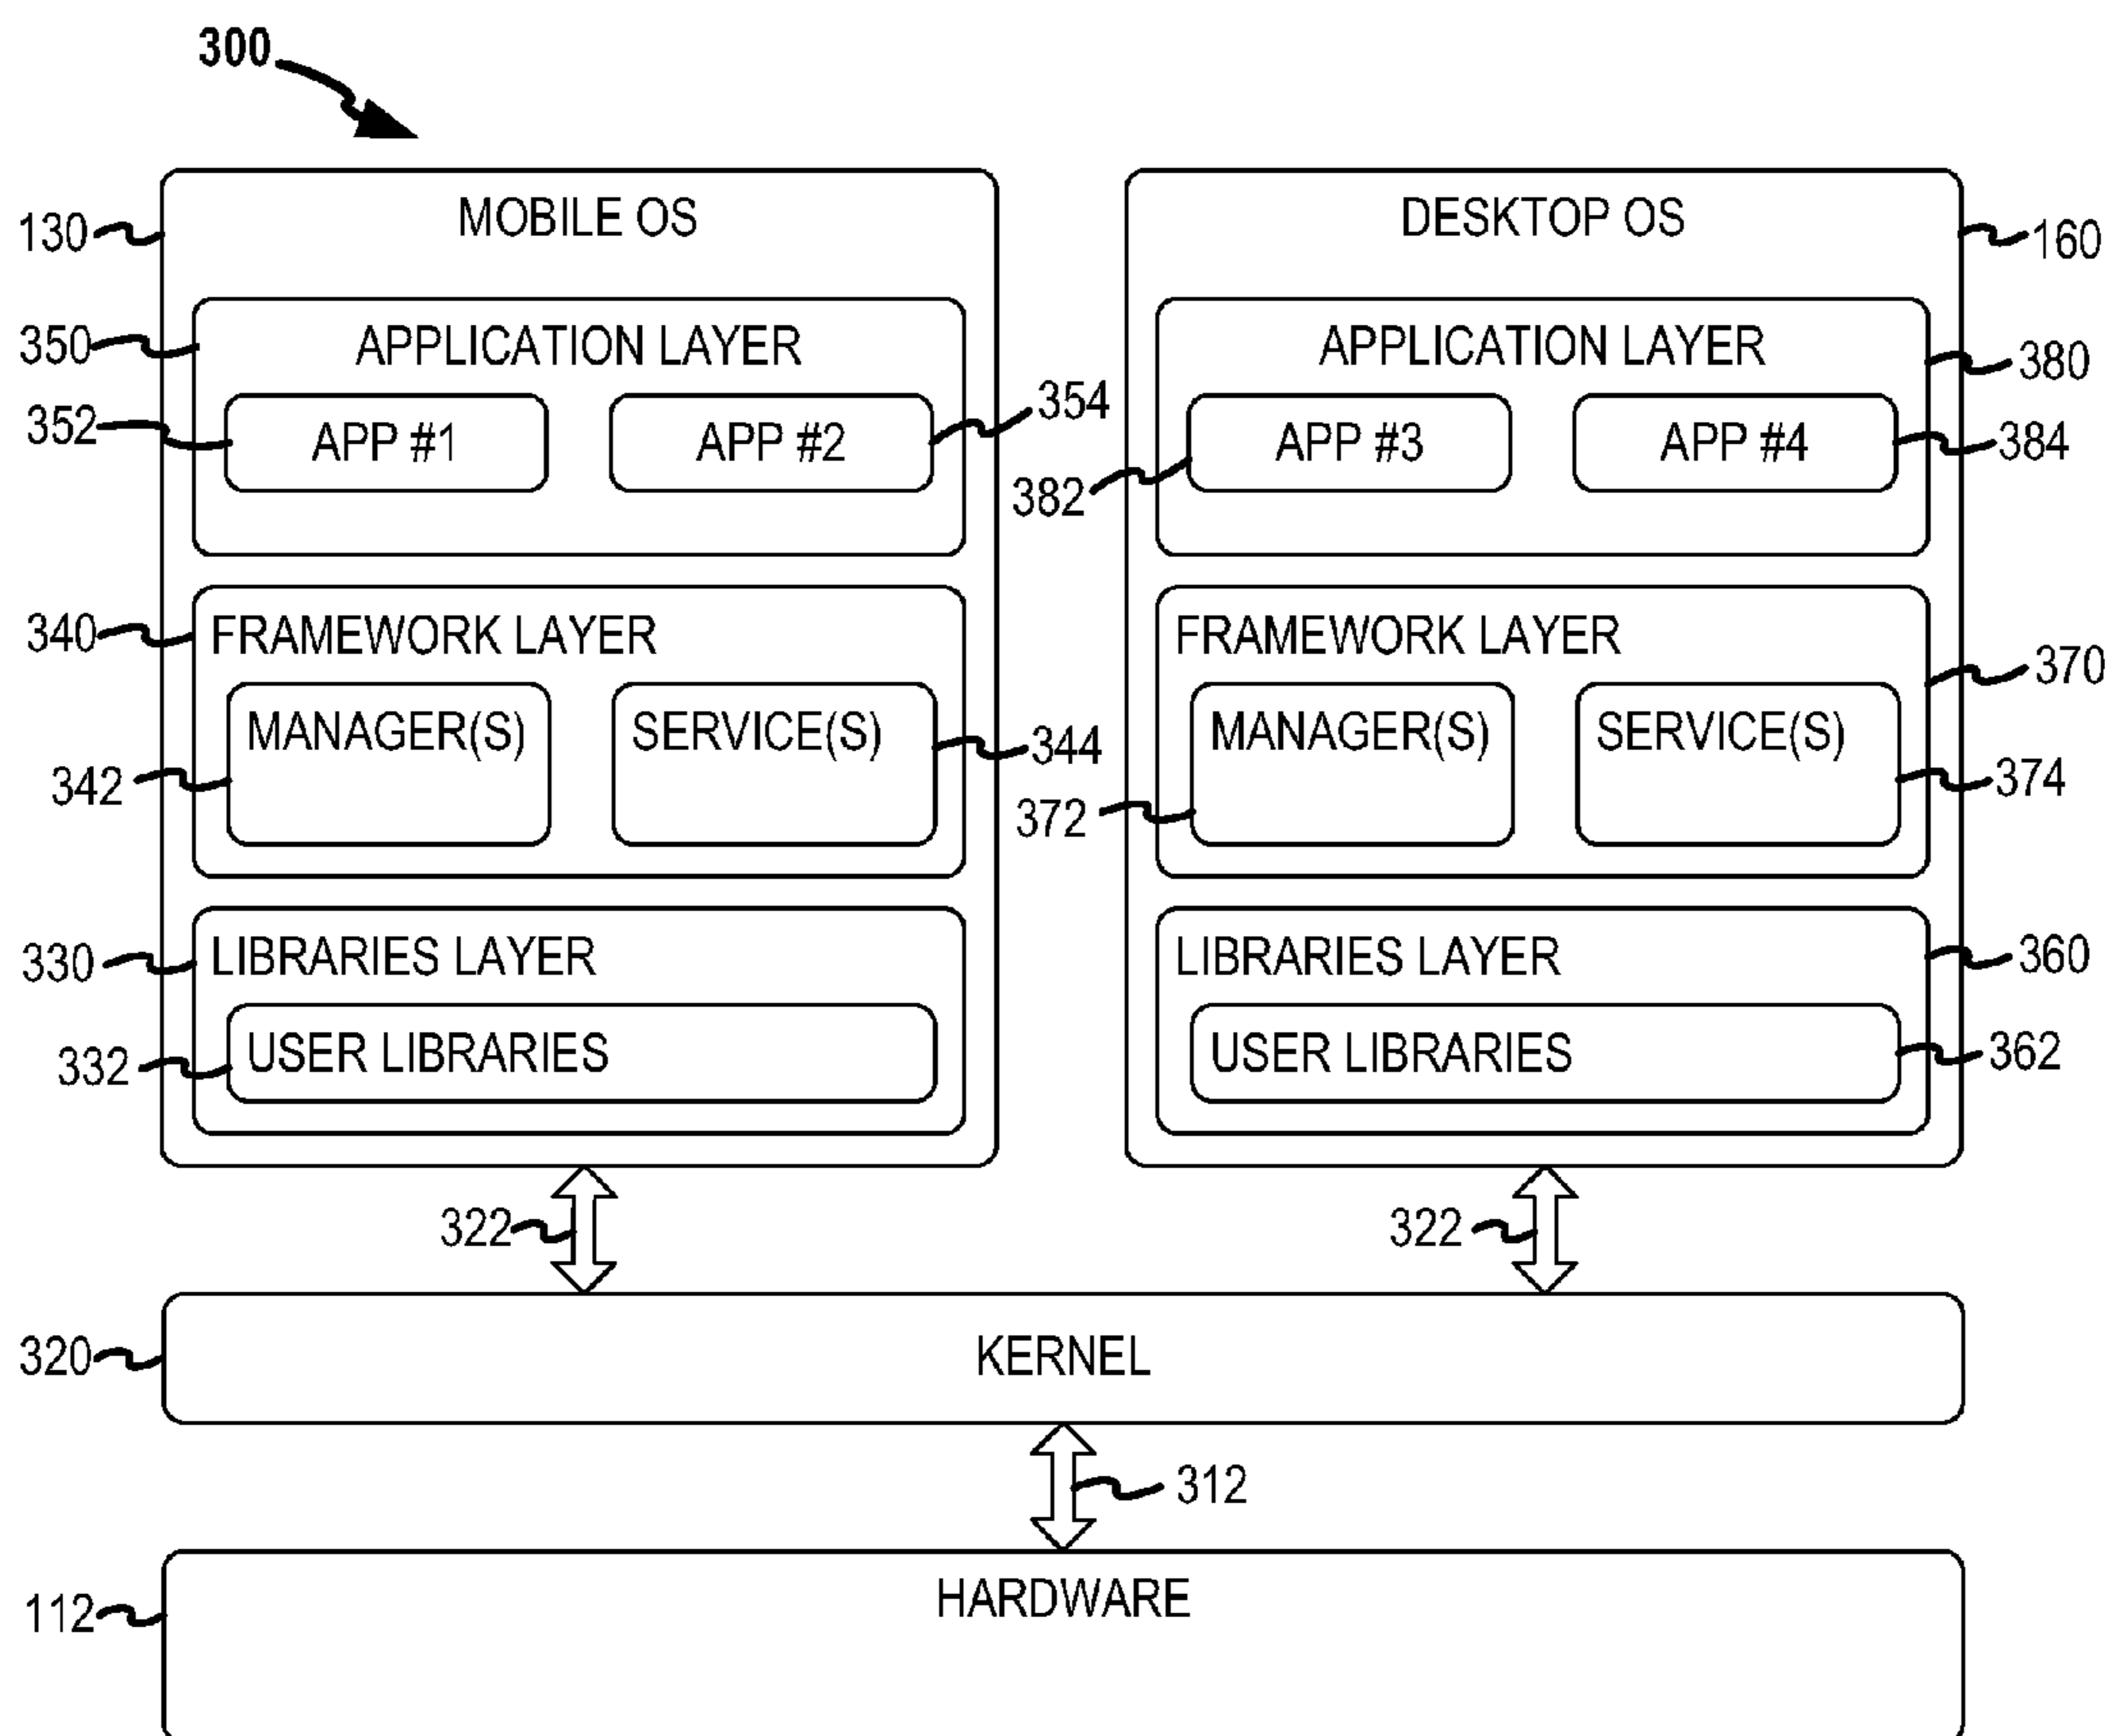 300
MOBILE OS
DESKTOP OS
130
160
APPLICATION LAYER
APPLICATION LAYER
350
380
352
APP #1
APP #2
354
382
APP #3
APP #4
384
340
FRAMEWORK LAYER
FRAMEWORK LAYER
370
342
MANAGER(S)
SERVICE(S)
344
372
MANAGER(S)
SERVICE(S)
374
330
LIBRARIES LAYER
LIBRARIES LAYER
360
332
USER LIBRARIES
USER LIBRARIES
362
322
322
320
KERNEL
312
112
HARDWARE